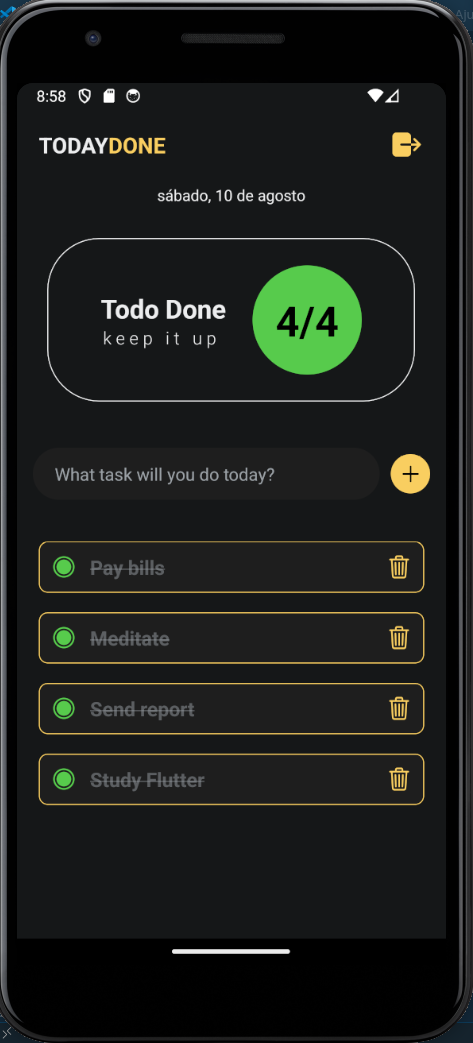 8:58
TODAYDONE
sábado, 10 de agosto
Todo Done
keep it up
4/4
What task will you do today?
Pay bills
Meditate
Send report
Study Flutter